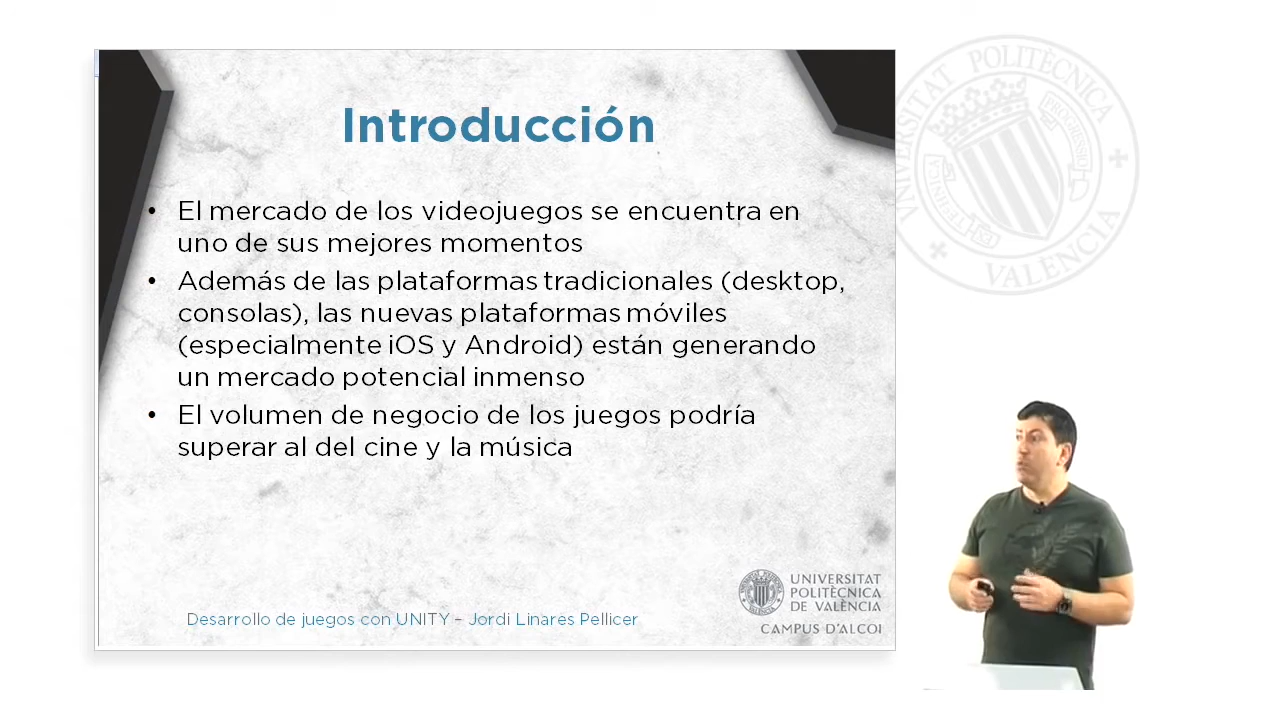 Introducción
• El mercado de los videojuegos se encuentra en
uno de sus mejores momentos
• Además de las plataformas tradicionales (desktop,
consolas), las nuevas plataformas móviles
(especialmente iOS y Android) están generando
un mercado potencial inmenso
• El volumen de negocio de los juegos podría
superar al del cine y la música
Desarrollo de juegos con UNITY – Jordi Linares Pellicer
UNIVERSITAT
POLITÈCNICA
DE VALÈNCIA
CAMPUS D'ALCOI
UNIVERSITAT POLITÈCNICA
VALÈNCIA